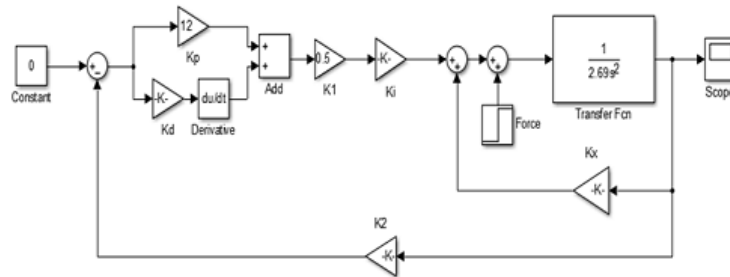 0
Constant
+
−
12
Kp
-K-
Kd
du/dt
Derivative
+
+
Add
0.5
K1
-K-
Ki
+
+
+
+
Force
1
2.69s2
Transfer Fcn
Scope
Kx
-K-
K2
-K-